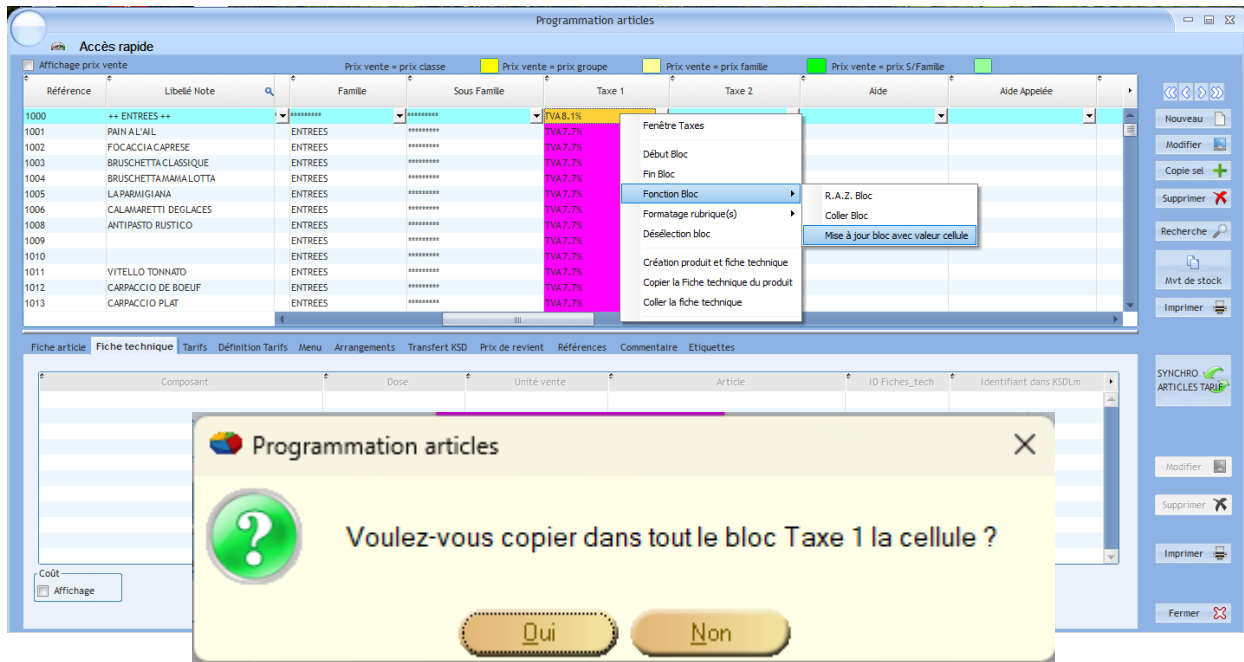 Programmation articles
Accès rapide
Affichage prix vente
Prix vente = prix classe
Prix vente = prix groupe
Prix vente = prix famille
Prix vente = prix S/Famille
Référence Libellé Note Famille Sous Famille Taxe 1 Taxe 2 Aide Aide Appelée
1000 ++ ENTREES ++ ********* ********* TVA8.1%
1001 PAIN A L'AIL ENTREES ********* TVA7.7%
1002 FOCACCIA CAPRESE ENTREES ********* TVA7.7%
1003 BRUSCHETTA CLASSIQUE ENTREES ********* TVA7.7%
1004 BRUSCHETTA MAMA LOTTA ENTREES ********* TVA7.7%
1005 LA PARMIGIANA ENTREES ********* TVA7.7%
1006 CALAMARETTI DEGLACES ENTREES ********* TVA7.7%
1008 ANTIPASTO RUSTICO ENTREES ********* TVA7.7%
1009 ENTREES ********* TVA7.7%
1010 ENTREES ********* TVA7.7%
1011 VITELLO TONNATO ENTREES ********* TVA7.7%
1012 CARPACCIO DE BOEUF ENTREES ********* TVA7.7%
1013 CARPACCIO PLAT ENTREES ********* TVA7.7%
Fenêtre Taxes
Début Bloc
Fin Bloc
Fonction Bloc
Formatage rubrique(s)
Désélection bloc
Création produit et fiche technique
Copier la Fiche technique du produit
Coller la fiche technique
R.A.Z. Bloc
Coller Bloc
Mise à jour bloc avec valeur cellule
Nouveau
Modifier
Copie sel
Supprimer
Recherche
Mvt de stock
Imprimer
Fiche article Fiche technique Tarifs Définition Tarifs Menu Arrangements Transfert KSD Prix de revient Références Commentaire Etiquettes
Composant Dose Unité vente Article ID Fiches_tech Identifiant dans KSDLm
SYNCHRO
ARTICLES TARIF
Modifier
Supprimer
Imprimer
Fermer
Coût
Affichage
Programmation articles
Voulez-vous copier dans tout le bloc Taxe 1 la cellule ?
Oui
Non